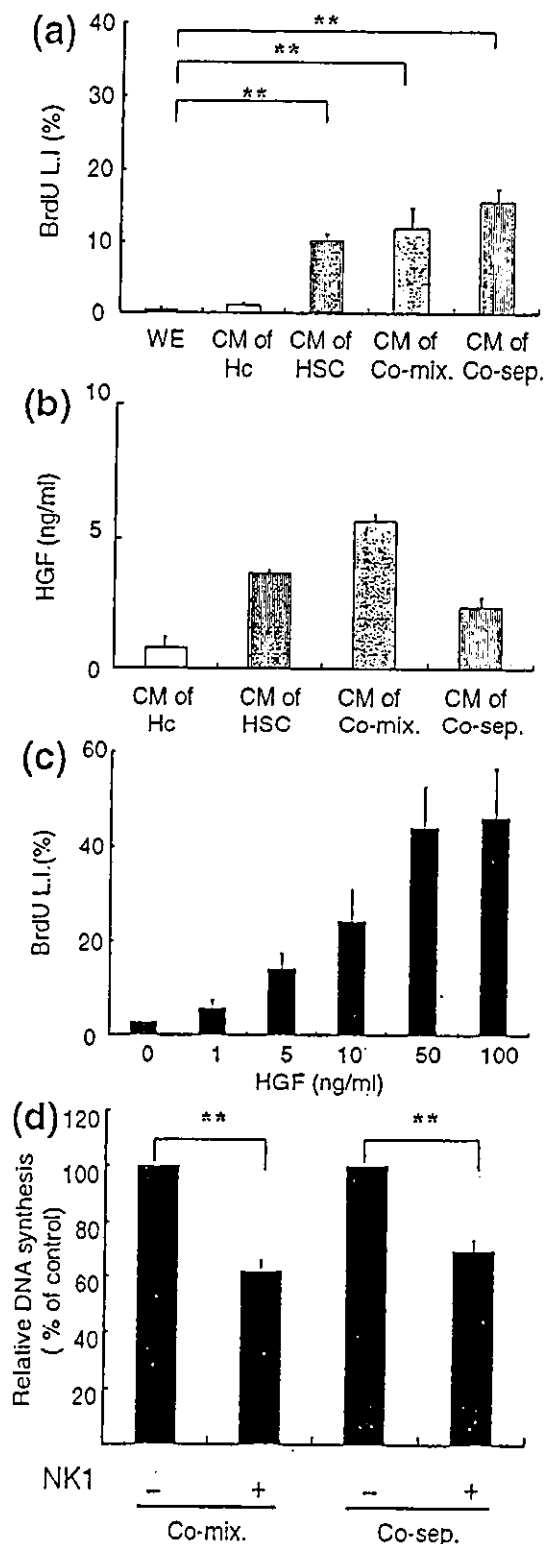 (a)
40
**
**
30
**
BrdU L.I (%)
20
10
0
WE CM of Hc CM of HSC CM of Co-mix. CM of Co-sep.
(b)
10
HGF (ng/ml)
5
0
CM of Hc CM of HSC CM of Co-mix. CM of Co-sep.
(c)
60
BrdU L.I.(%)
40
20
0
0 1 5 10 50 100
HGF (ng/ml)
(d)
120
** **
100
Relative DNA synthesis
( % of control)
80
60
40
20
NK1 – + – +
Co-mix. Co-sep.